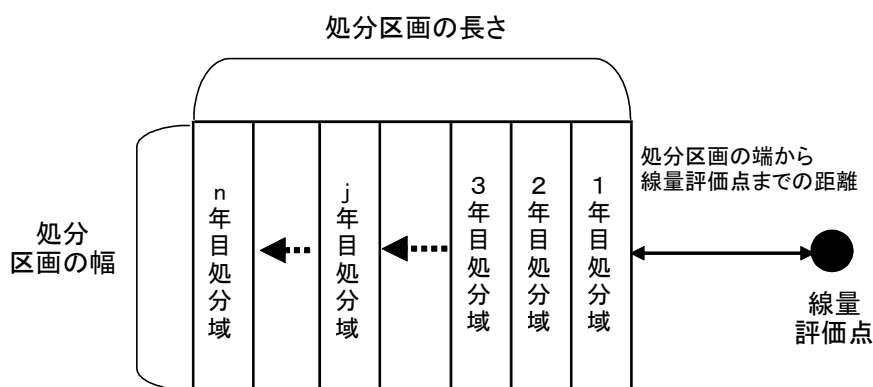 処分区画の長さ
処分
区画の幅
n年目処分域
j年目処分域
3年目処分域
2年目処分域
1年目処分域
処分区画の端から
線量評価点までの距離
線量
評価点